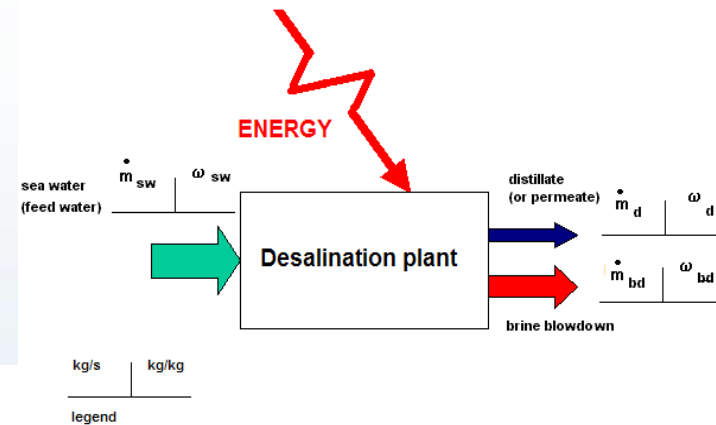 ENERGY
ṁ sw ω sw
sea water
(feed water)
distillate
(or permeate)
ṁ d ω d
Desalination plant
ṁ bd ω bd
brine blowdown
kg/s kg/kg
legend